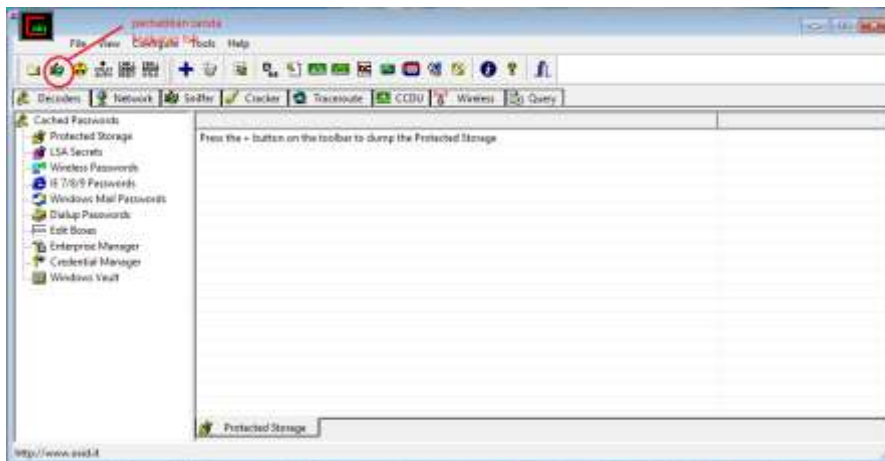 perhatikan tanda
File View Configure Tools Help
Decoders Network Sniffer Cracker Traceroute CCDU Wireless Query
Cached Passwords
Protected Storage
LSA Secrets
Wireless Passwords
IE 7/8/9 Passwords
Windows Mail Passwords
Dialup Passwords
Edit Boxes
Enterprise Manager
Credential Manager
Windows Vault
Press the + button on the toolbar to dump the Protected Storage
Protected Storage
http://www.oxid.it